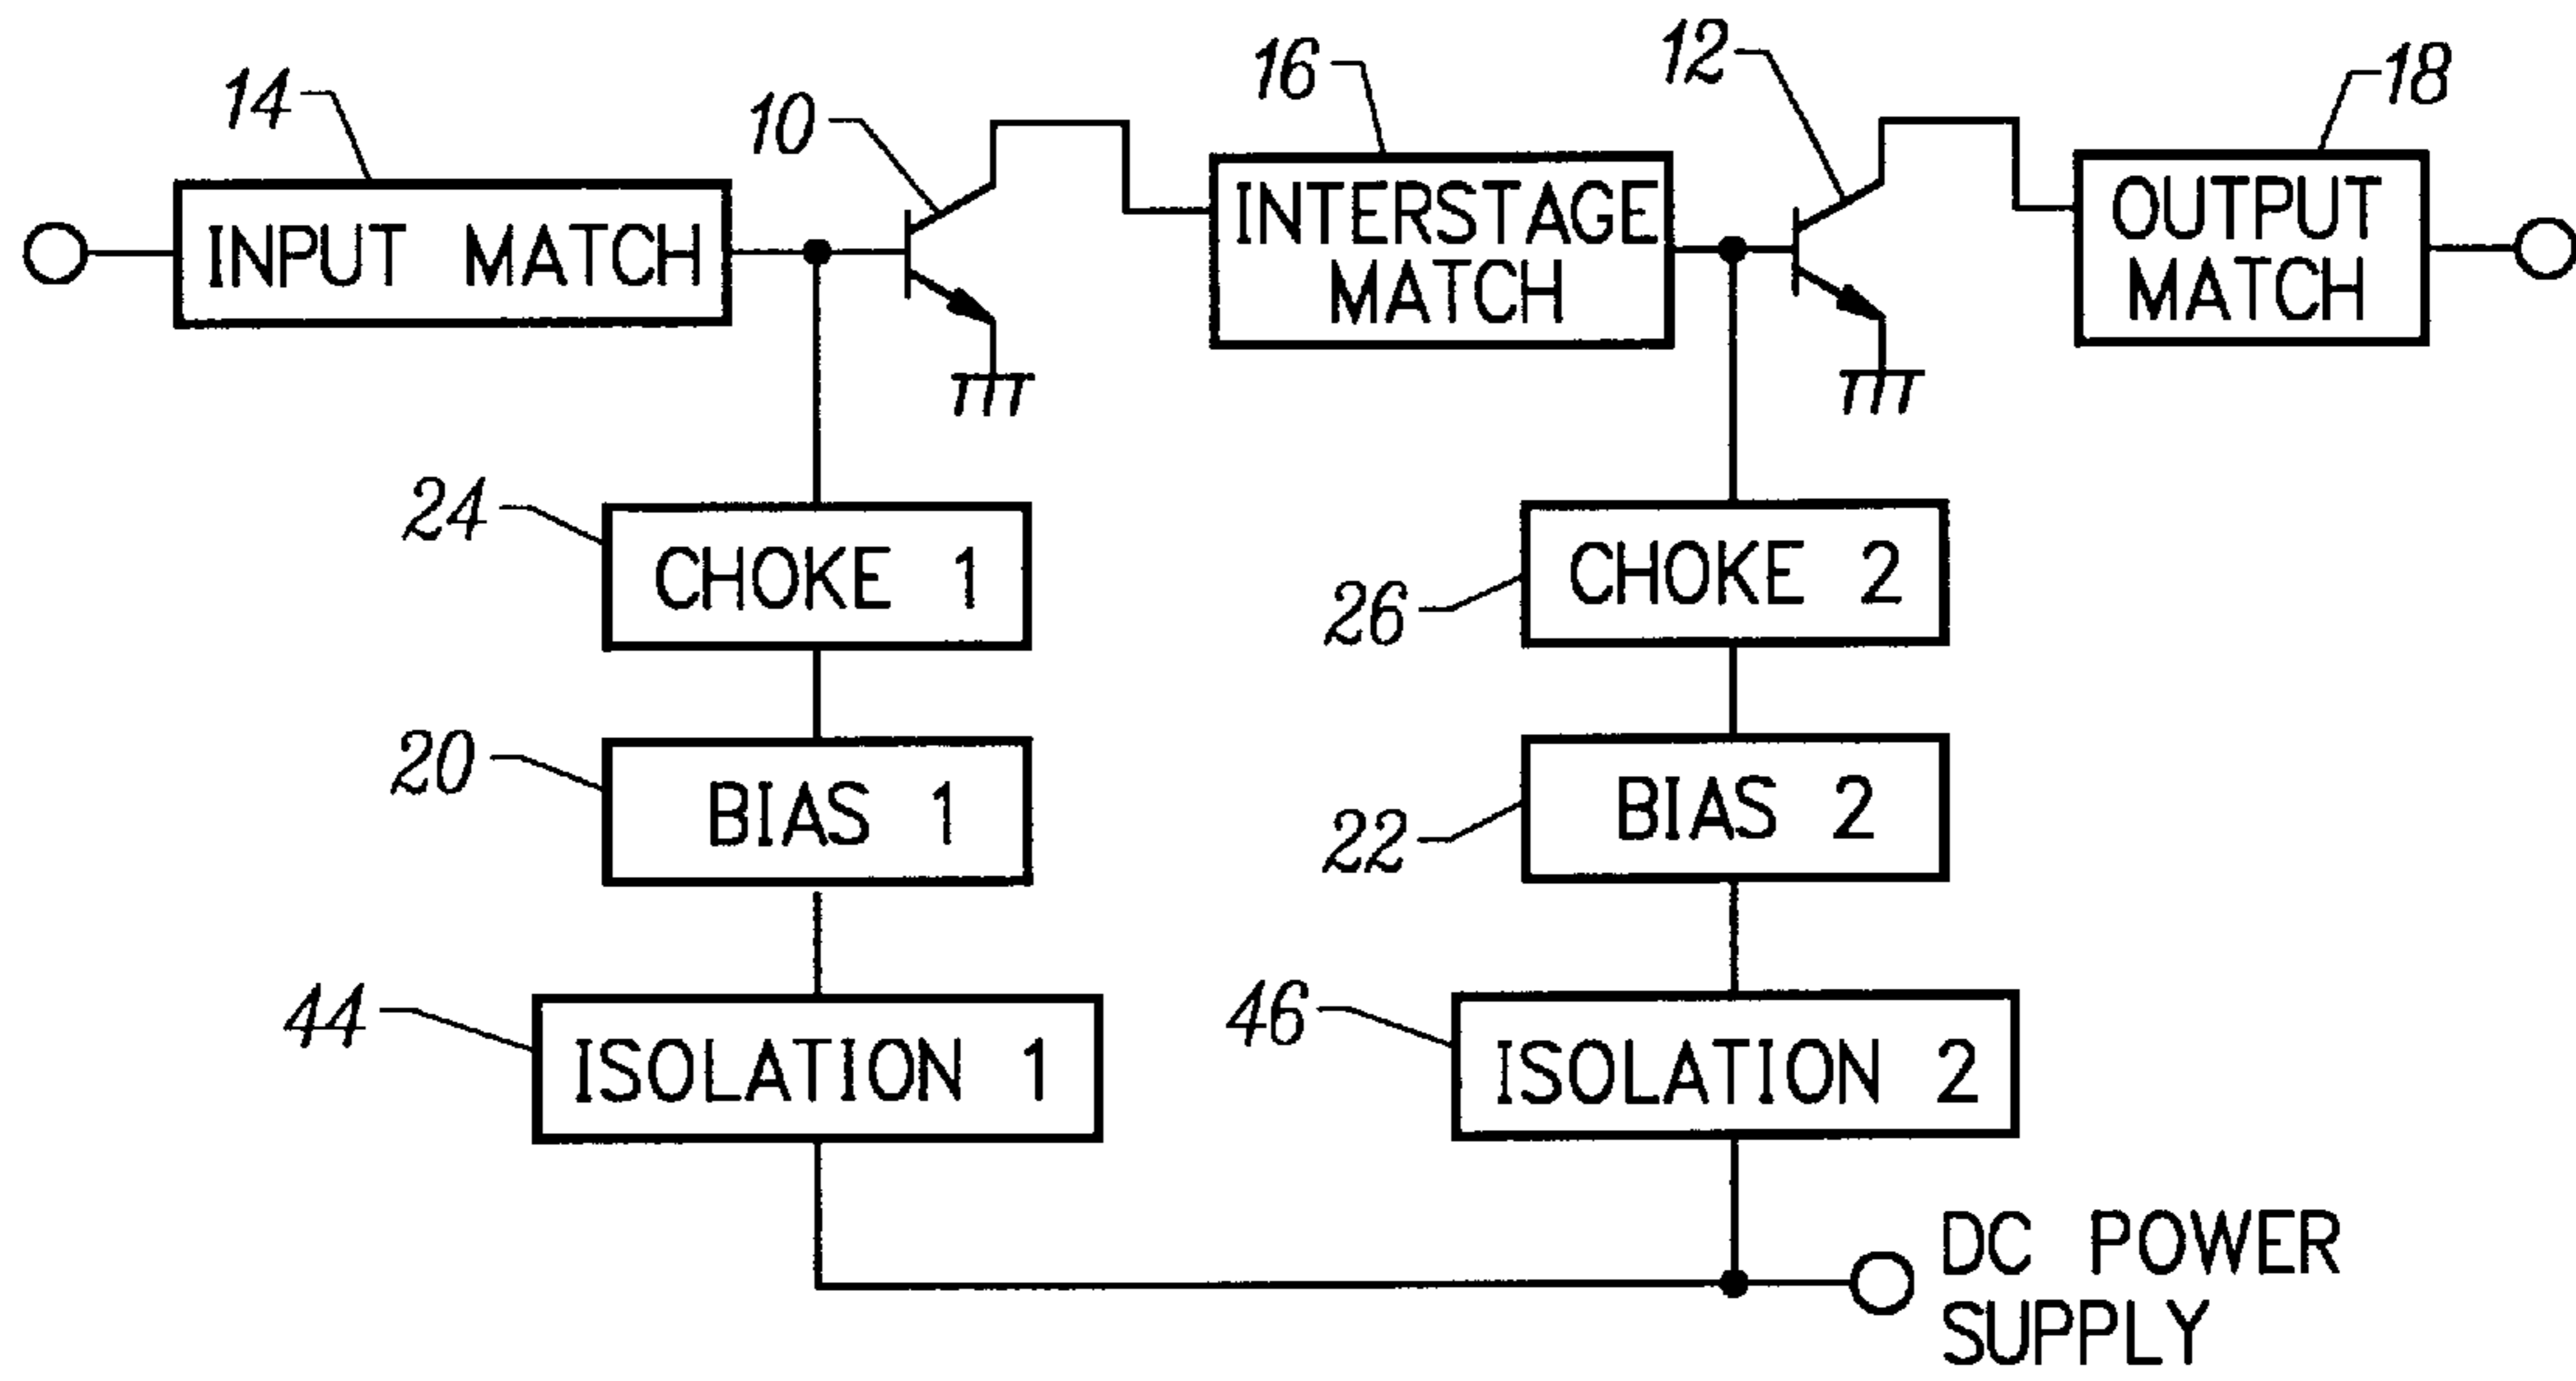 14
10
16
12
18
INPUT MATCH
INTERSTAGE
MATCH
OUTPUT
MATCH
24
CHOKE 1
26
CHOKE 2
20
BIAS 1
22
BIAS 2
44
ISOLATION 1
46
ISOLATION 2
DC POWER
SUPPLY